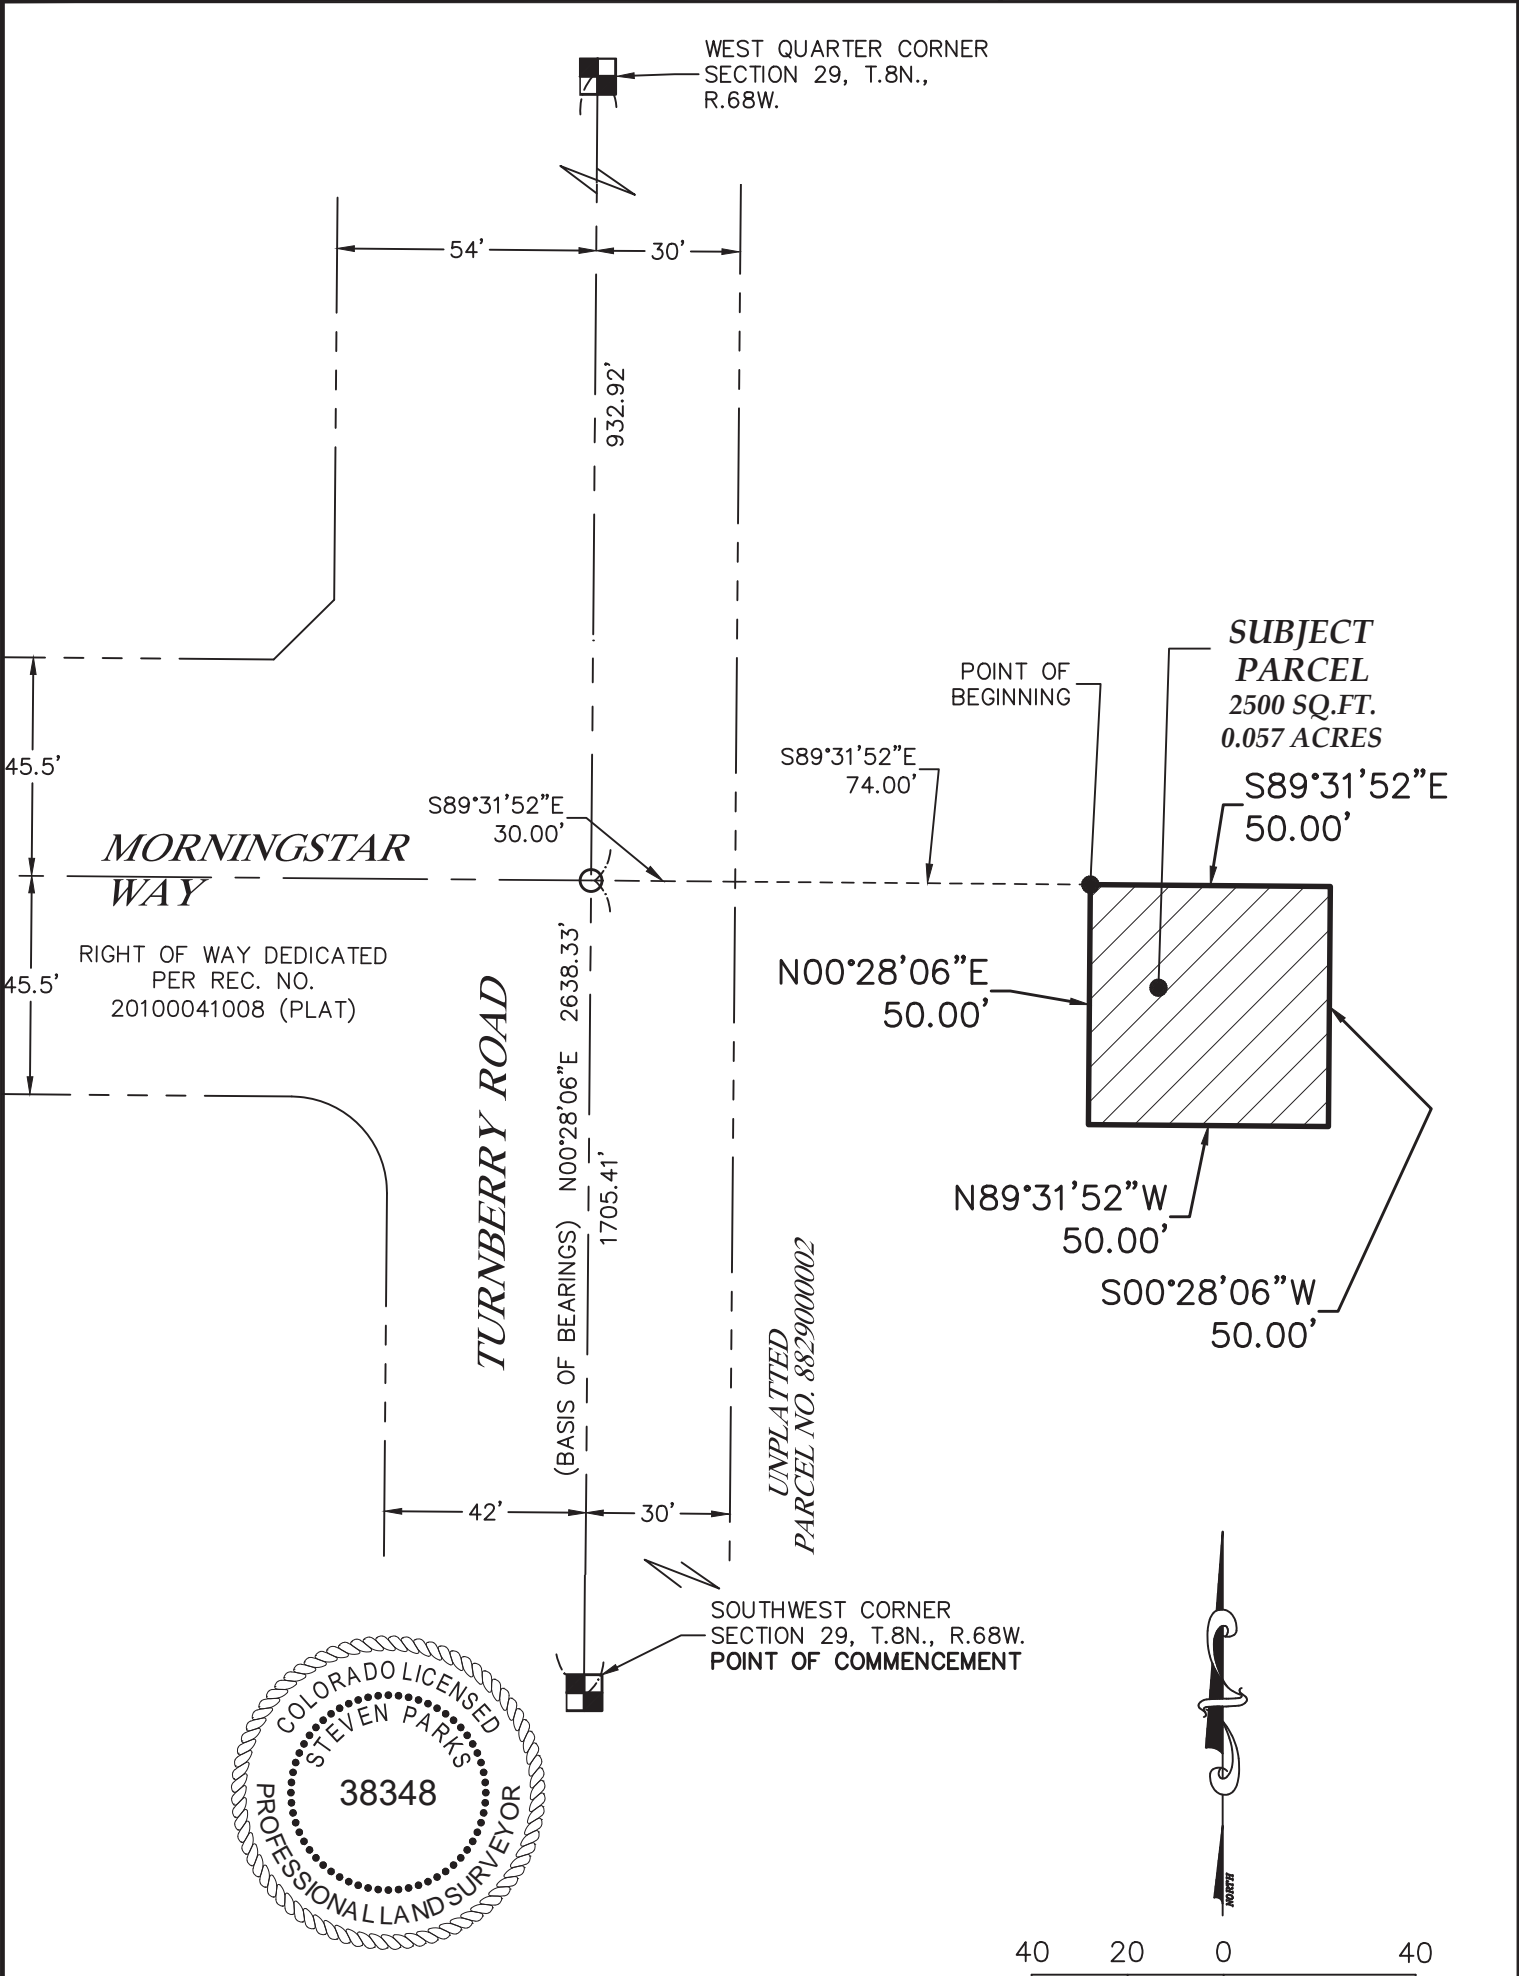 WEST QUARTER CORNER
SECTION 29, T.8N.,
R.68W.
54'
30'
932.92'
SUBJECT
PARCEL
2500 SQ.FT.
0.057 ACRES
POINT OF
BEGINNING
45.5'
S89°31'52"E
74.00'
S89°31'52"E
50.00'
S89°31'52"E
30.00'
MORNINGSTAR
WAY
RIGHT OF WAY DEDICATED
PER REC. NO.
20100041008 (PLAT)
45.5'
N00°28'06"E
50.00'
TURNBERRY ROAD
(BASIS OF BEARINGS) N00°28'06"E 2638.33'
1705.41'
N89°31'52"W
50.00'
S00°28'06"W
50.00'
UNPLATTED
PARCEL NO. 8829000002
42'
30'
SOUTHWEST CORNER
SECTION 29, T.8N., R.68W.
POINT OF COMMENCEMENT
COLORADO LICENSED
STEVEN PARKS
38348
PROFESSIONAL LAND SURVEYOR
NORTH
40 20 0 40